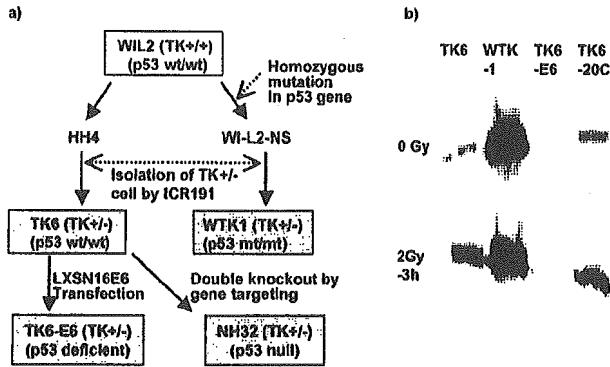 a)
WIL2 (TK+/+)
(p53 wt/wt)
Homozygous
mutation
In p53 gene
HH4
WI-L2-NS
Isolation of TK+/-
cell by ICR191
TK6 (TK+/-)
(p53 wt/wt)
WTK1 (TK+/-)
(p53 mt/mt)
LXSN16E6
Transfection
Double knockout by
gene targeting
TK6-E6 (TK+/-)
(p53 deficient)
NH32 (TK+/-)
(p53 null)
b)
TK6 WTK TK6 TK6
-1 -E6 -20C
0 Gy
2Gy
-3h